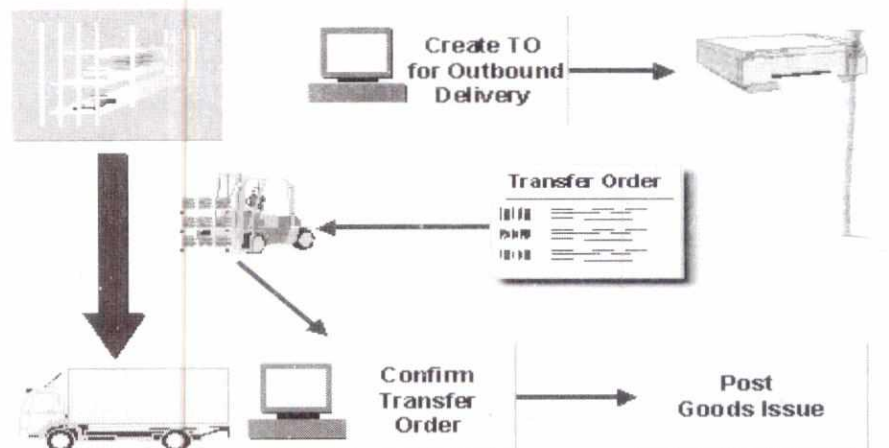 Create TO
for Outbound
Delivery
Transfer Order
Confirm
Transfer
Order
Post
Goods Issue